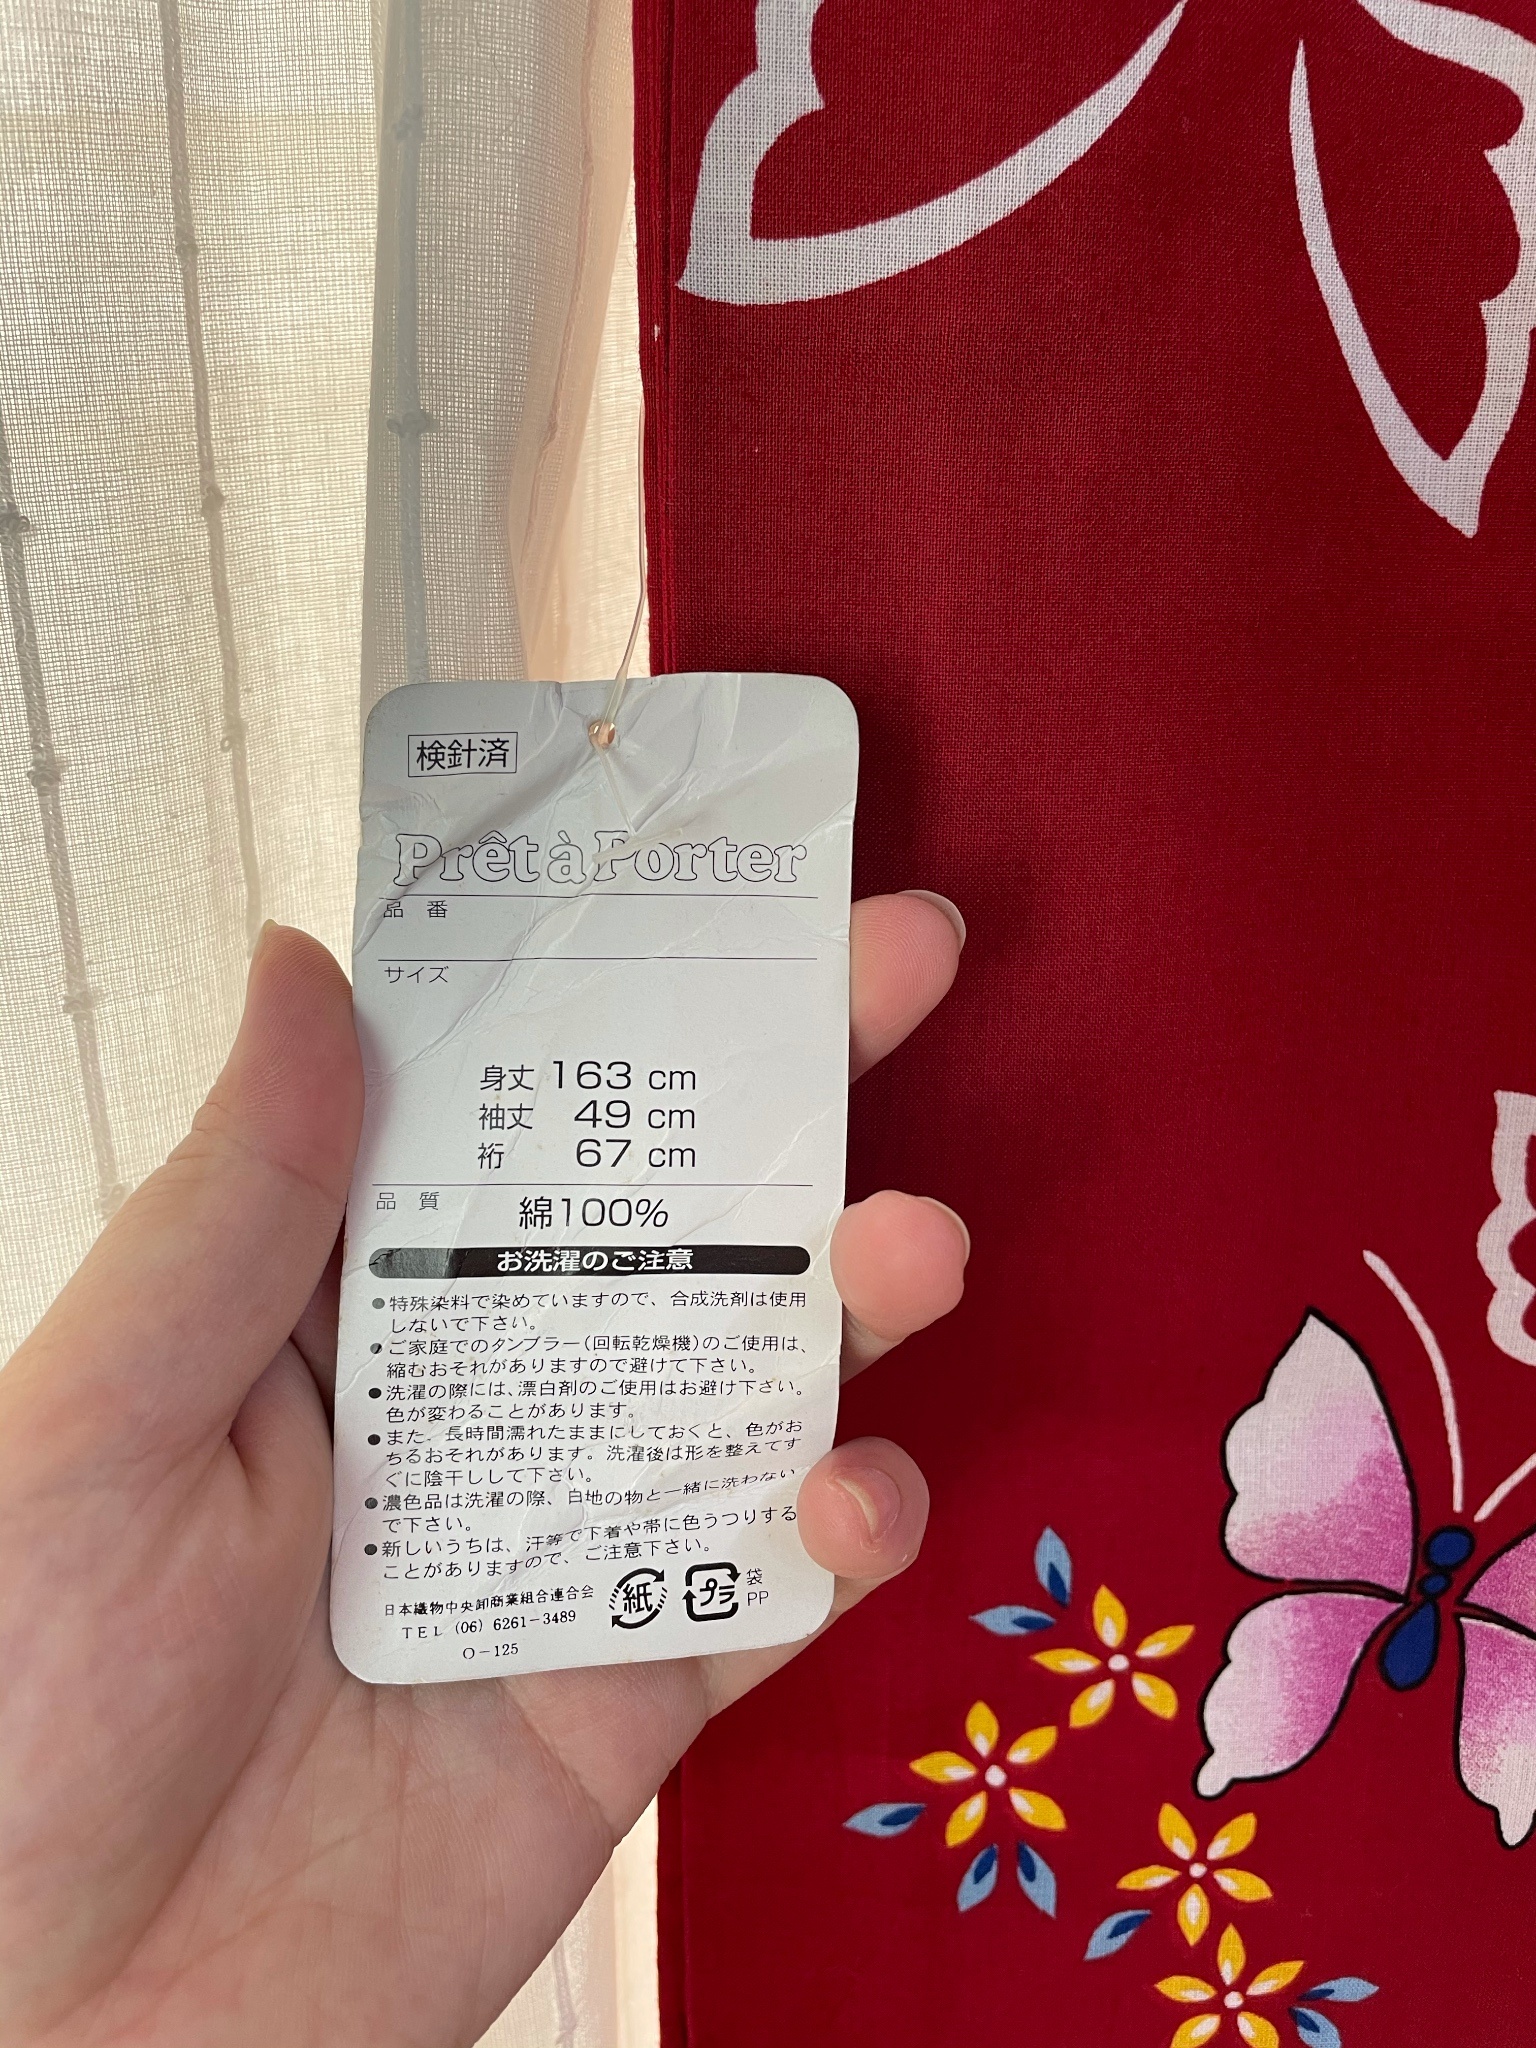 検針済
Prêt à Porter
品 番
サイズ
身丈 163 cm
袖丈 49 cm
裄 67 cm
品 質 綿100%
お洗濯のご注意
●特殊染料で染めていますので、合成洗剤は使用
しないで下さい。
●ご家庭でのタンブラー(回転乾燥機)のご使用は、
縮むおそれがありますので避けて下さい。
●洗濯の際には、漂白剤のご使用はお避け下さい。
色が変わることがあります。
●また、長時間濡れたままにしておくと、色がお
ちるおそれがあります。洗濯後は形を整えてす
ぐに陰干しして下さい。
●濃色品は洗濯の際、白地の物と一緒に洗わない
で下さい。
●新しいうちは、汗等で下着や帯に色うつりする
ことがありますので、ご注意下さい。
日本織物中央卸商業組合連合会
TEL (06) 6261-3489
O-125
紙
プラ
袋
PP